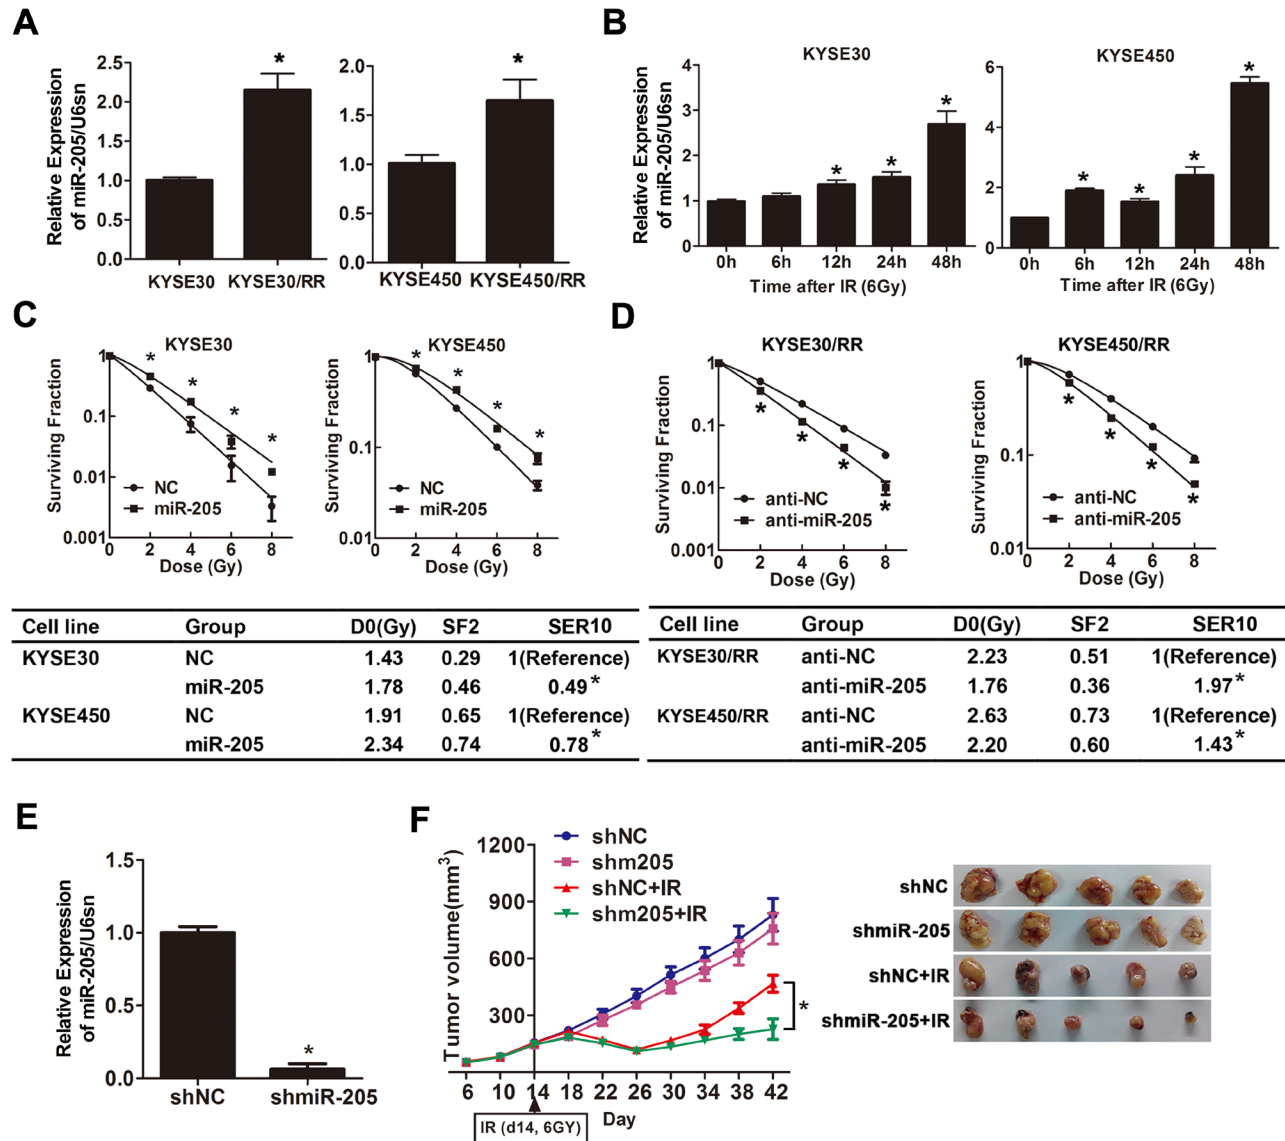 A
Relative Expression
of miR-205/U6sn
2.5
2.0
1.5
1.0
0.5
0.0
*
KYSE30 KYSE30/RR
2.0
1.5
1.0
0.5
0.0
*
KYSE450 KYSE450/RR
B
KYSE30
Relative Expression
of miR-205/U6sn
4
3
2
1
0
* * *
0h 6h 12h 24h 48h
Time after IR (6Gy)
KYSE450
6
4
2
0
* * * *
0h 6h 12h 24h 48h
Time after IR (6Gy)
C
KYSE30
Surviving Fraction
1
0.1
0.01
0.001
* * * *
NC
miR-205
0 2 4 6 8
Dose (Gy)
KYSE450
Surviving Fraction
1
0.1
0.01
* * * *
NC
miR-205
0 2 4 6 8
Dose (Gy)
D
KYSE30/RR
Surviving Fraction
1
0.1
0.01
0.001
* * * *
anti-NC
anti-miR-205
0 2 4 6 8
Dose (Gy)
KYSE450/RR
Surviving Fraction
1
0.1
0.01
* * * *
anti-NC
anti-miR-205
0 2 4 6 8
Dose (Gy)
Cell line Group D0(Gy) SF2 SER10
KYSE30 NC 1.43 0.29 1(Reference)
miR-205 1.78 0.46 0.49*
KYSE450 NC 1.91 0.65 1(Reference)
miR-205 2.34 0.74 0.78*
Cell line Group D0(Gy) SF2 SER10
KYSE30/RR anti-NC 2.23 0.51 1(Reference)
anti-miR-205 1.76 0.36 1.97*
KYSE450/RR anti-NC 2.63 0.73 1(Reference)
anti-miR-205 2.20 0.60 1.43*
E
Relative Expression
of miR-205/U6sn
1.5
1.0
0.5
0.0
*
shNC shmiR-205
F
shNC
shm205
shNC+IR
shm205+IR
Tumor volume(mm3)
1200
900
600
300
*
6 10 14 18 22 26 30 34 38 42
Day
IR (d14, 6GY)
shNC
shmiR-205
shNC+IR
shmiR-205+IR